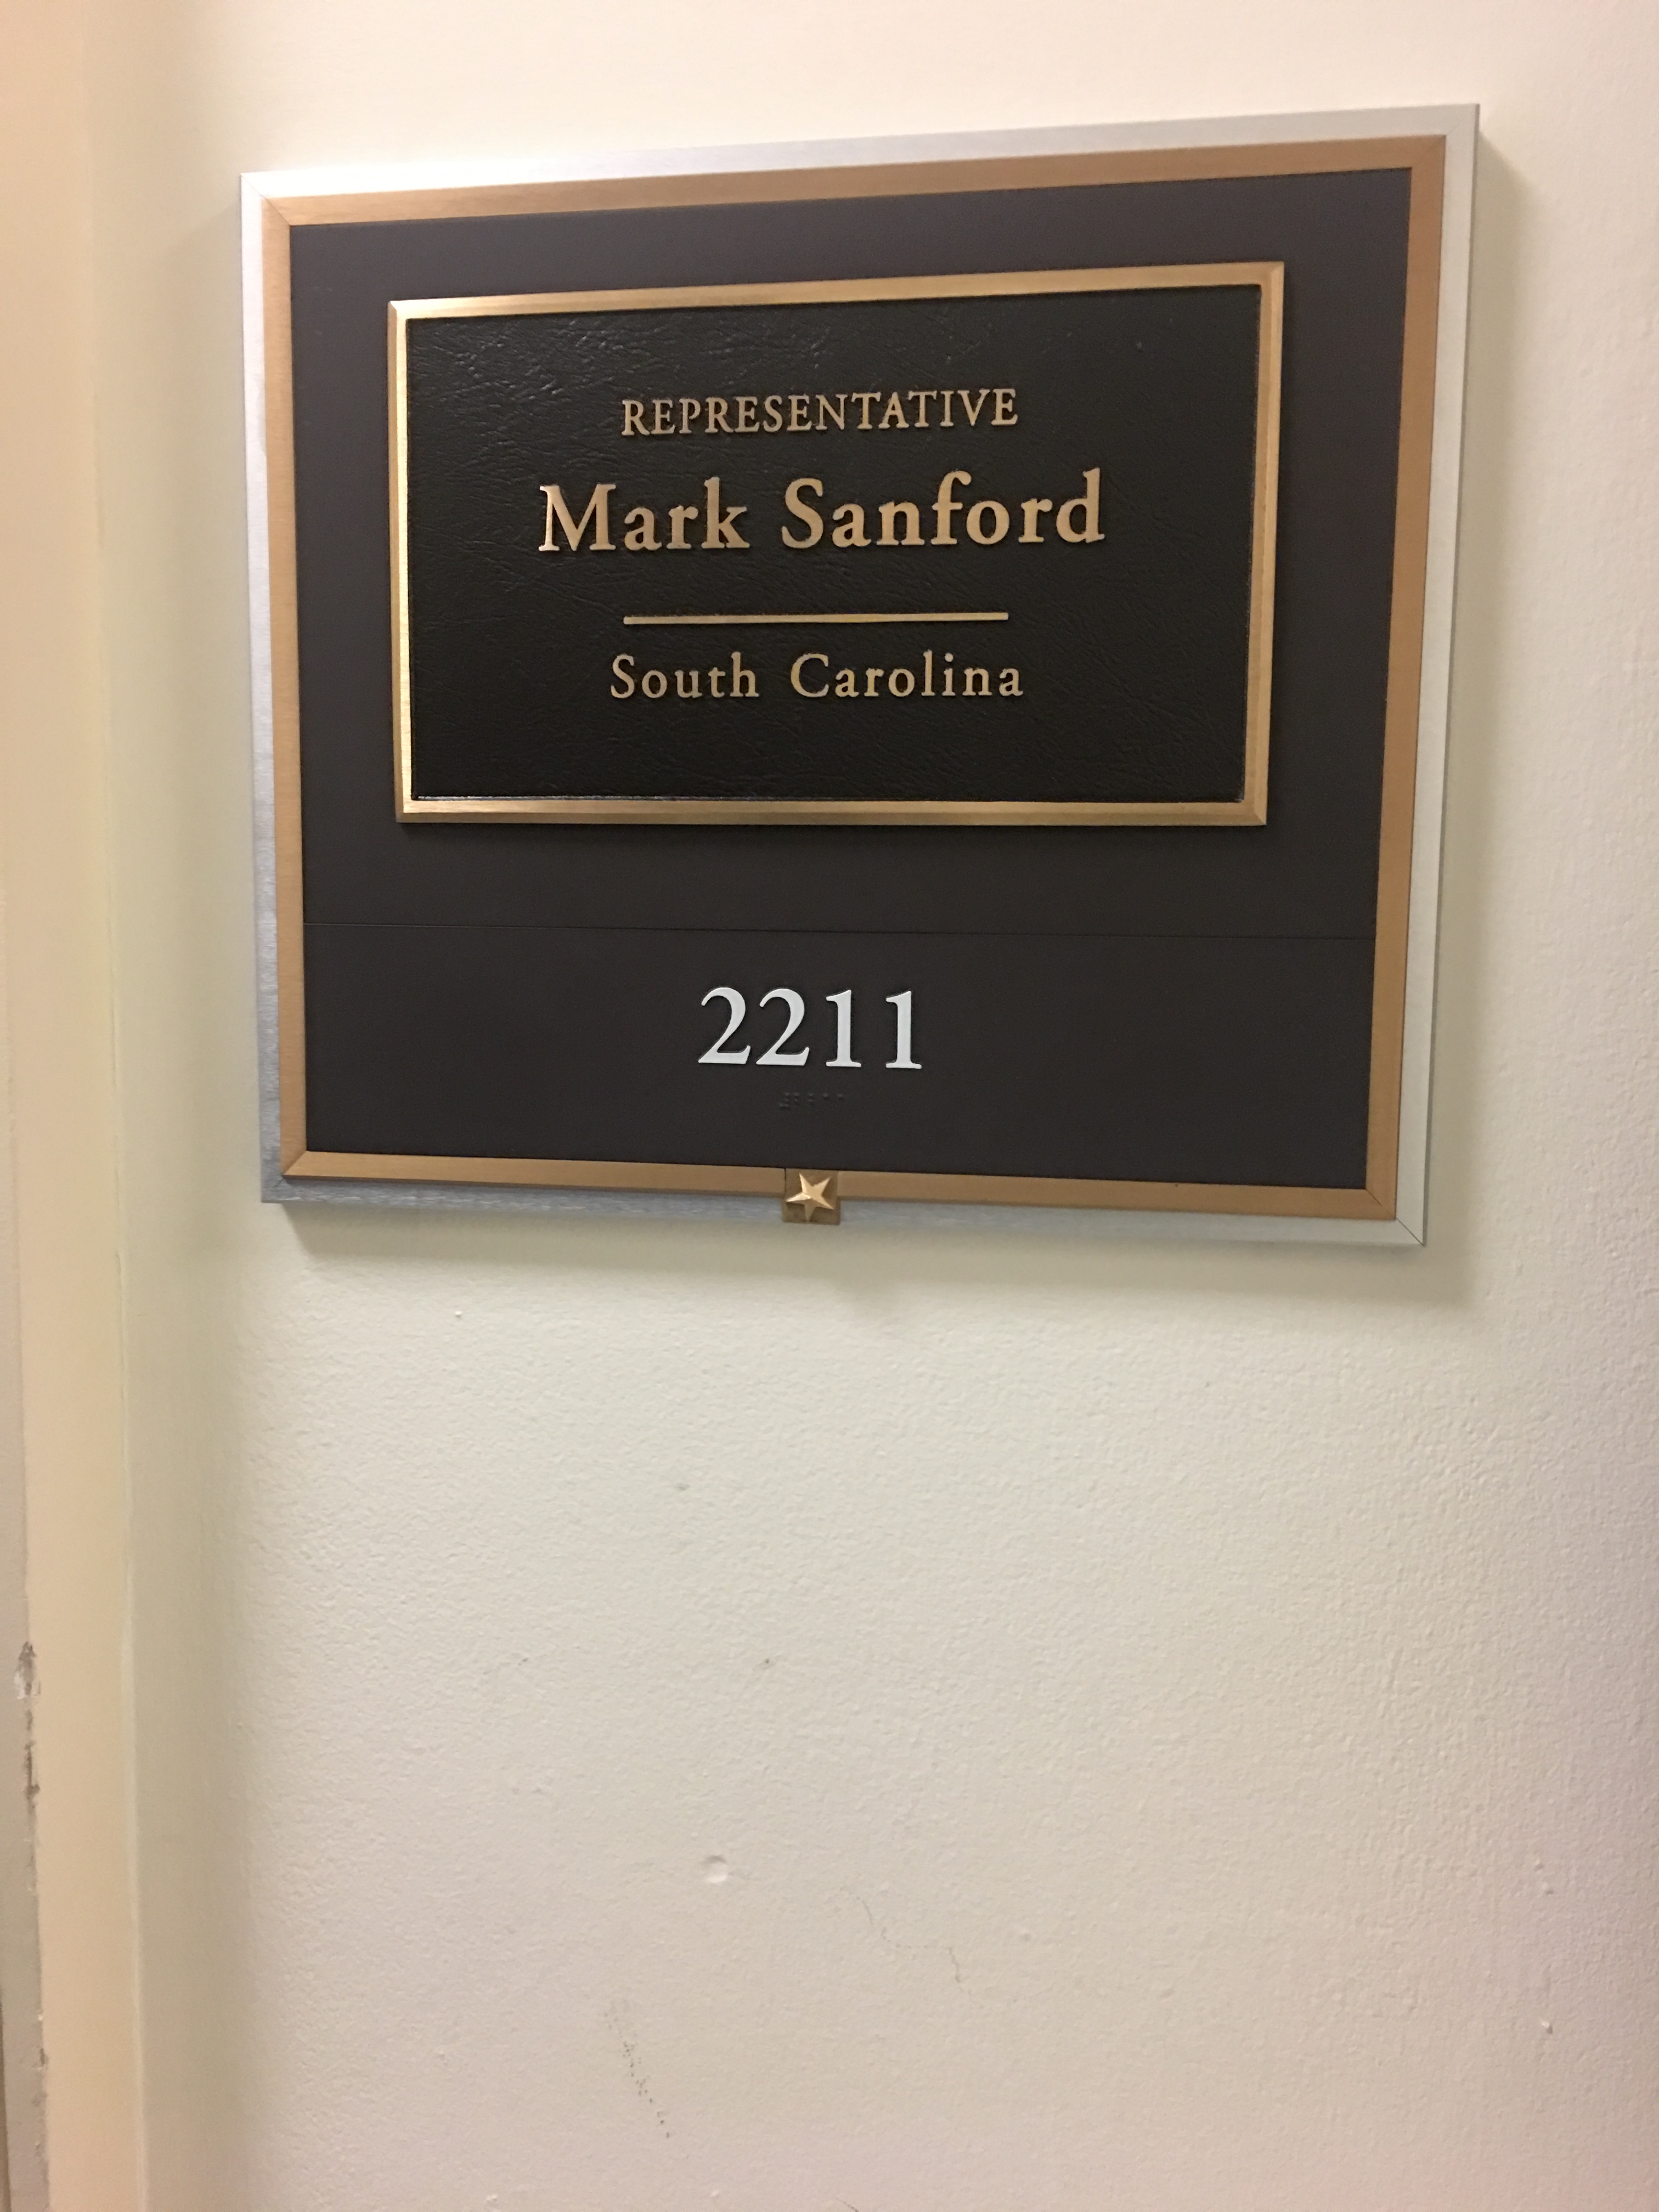 REPRESENTATIVE
Mark Sanford
South Carolina
2211